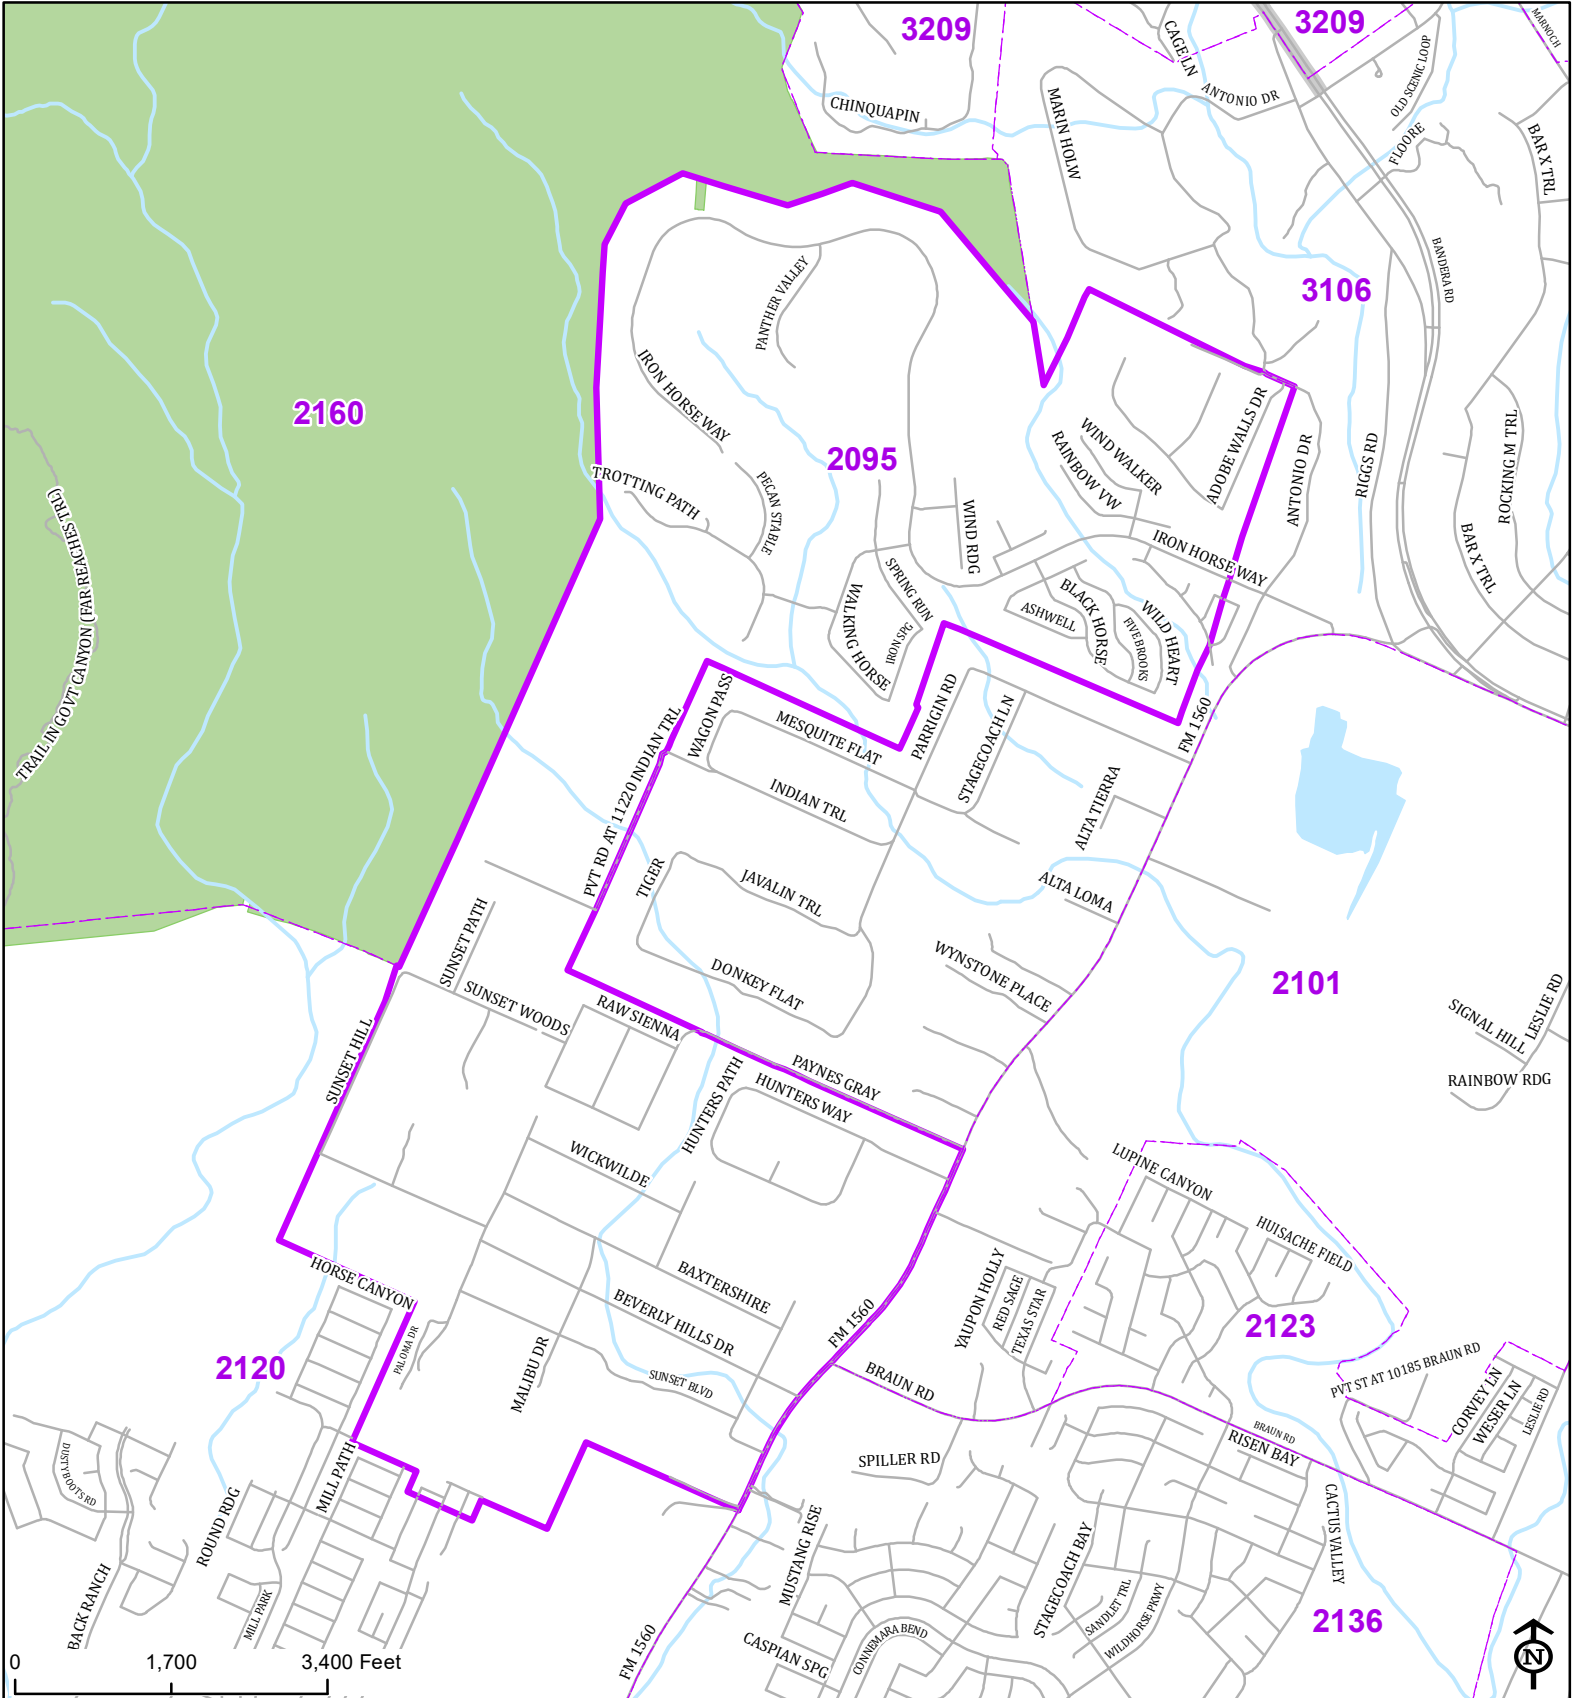 3209
3209
MARNOCH
CAGE LN
ANTONIO DR
OLD SCENIC LOOP
CHINQUAPIN
MARIN HOLW
FLOORE
BAR X TRL
BANDERA RD
3106
PANTHER VALLEY
IRON HORSE WAY
2160
2095
ADOBE WALLS DR
WIND WALKER
RAINBOW VW
ANTONIO DR
RIGGS RD
ROCKING M TRL
TROTTING PATH
PECAN STABLE
WIND RDG
IRON HORSE WAY
BAR X TRL
TRAIL IN GOVT CANYON (FAR REACHES TRL)
SPRING RUN
WALKING HORSE
IRON SPG
ASHWELL
BLACK HORSE
FIVE BROOKS
WILD HEART
WAGON PASS
PARRIGIN RD
MESQUITE FLAT
STAGECOACH LN
FM 1560
PVT RD AT 11220 INDIAN TRL
INDIAN TRL
ALTA TIERRA
TIGER
JAVALIN TRL
ALTA LOMA
SUNSET PATH
WYNSTONE PLACE
DONKEY FLAT
2101
SUNSET WOODS
RAW SIENNA
SIGNAL HILL
LESLIE RD
SUNSET HILL
PAYNES GRAY
HUNTERS PATH
HUNTERS WAY
RAINBOW RDG
WICKWILDE
LUPINE CANYON
HUISACHE FIELD
HORSE CANYON
BAXTERSHIRE
YAUPON HOLLY
RED SAGE
TEXAS STAR
BEVERLY HILLS DR
FM 1560
2123
PALOMA DR
2120
MALIBU DR
SUNSET BLVD
BRAUN RD
PVT ST AT 10185 BRAUN RD
CORVEY LN
WESER LN
LESLIE RD
BRAUN RD
RISEN BAY
DUSTY BOOTS RD
MILL PATH
SPILLER RD
ROUND RDG
CACTUS VALLEY
MUSTANG RISE
STAGECOACH BAY
BACK RANCH
MILL PARK
SANDLET TRL
WILDHORSE PKWY
2136
CONNEMARA BEND
CASPIAN SPG
FM 1560
0 1,700 3,400 Feet
N